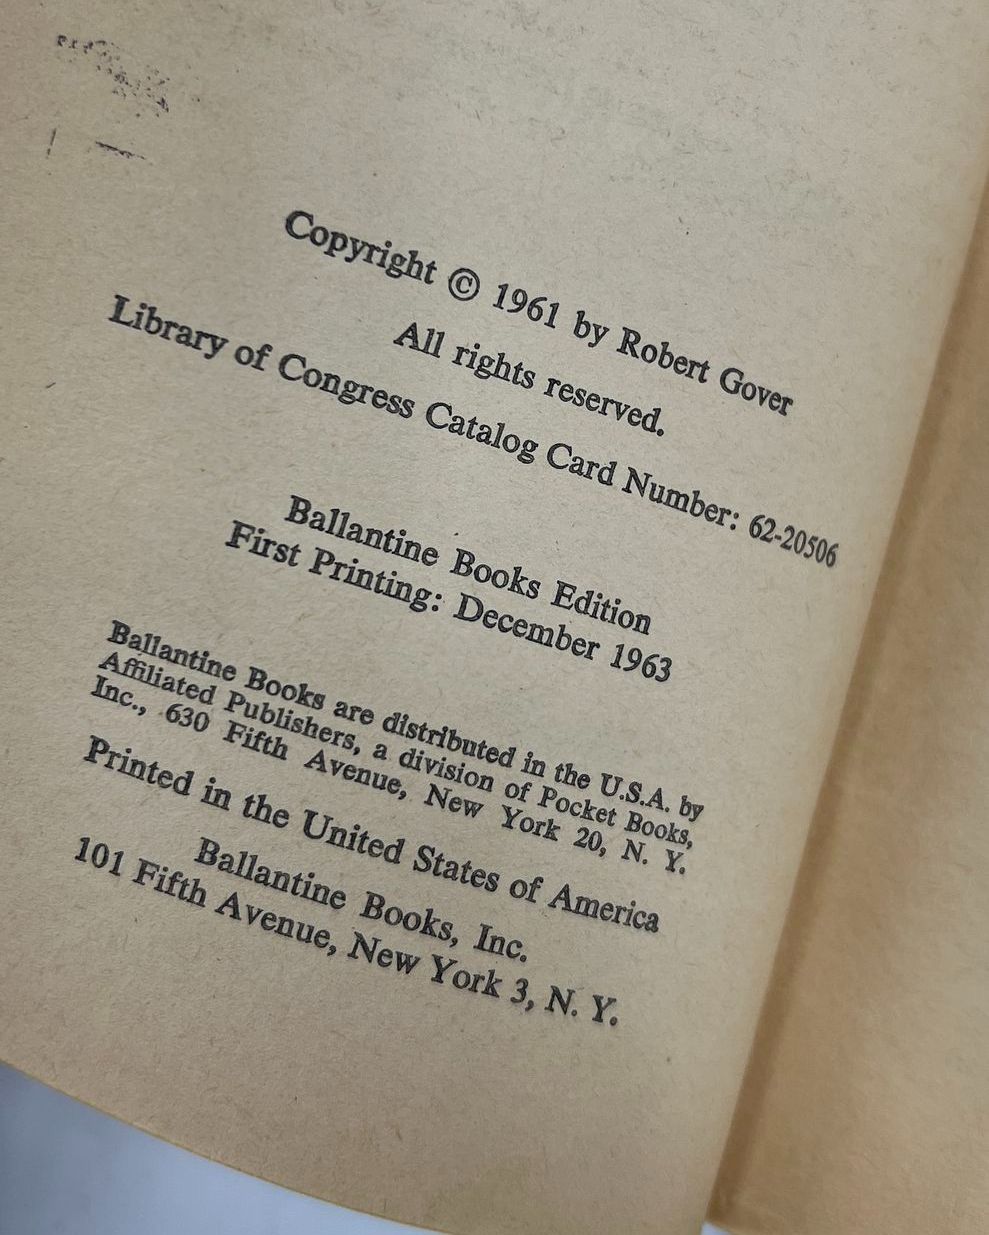 Copyright © 1961 by Robert Gover
All rights reserved.
Library of Congress Catalog Card Number: 62-20506
Ballantine Books Edition
First Printing: December 1963
Ballantine Books are distributed in the U.S.A. by
Affiliated Publishers, a division of Pocket Books,
Inc., 630 Fifth Avenue, New York 20, N. Y.
Printed in the United States of America
Ballantine Books, Inc.
101 Fifth Avenue, New York 3, N. Y.